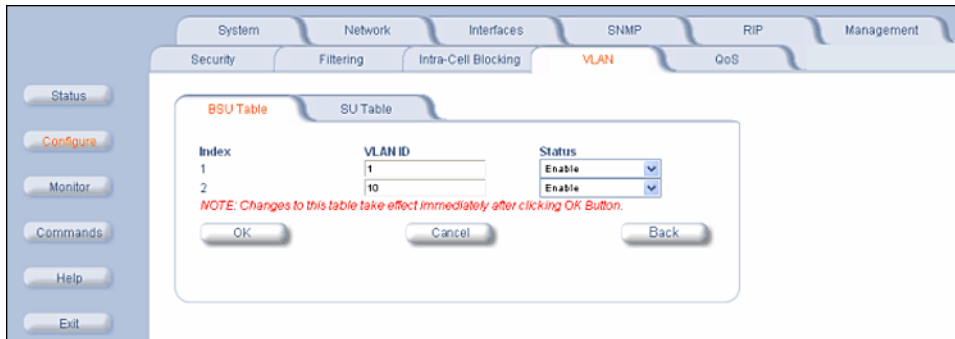 System Network Interfaces SNMP RIP Management
Security Filtering Intra-Cell Blocking VLAN QoS
Status
Configure
Monitor
Commands
Help
Exit
BSU Table SU Table
Index VLAN ID Status
1 1 Enable
2 10 Enable
NOTE: Changes to this table take effect immediately after clicking OK Button.
OK Cancel Back